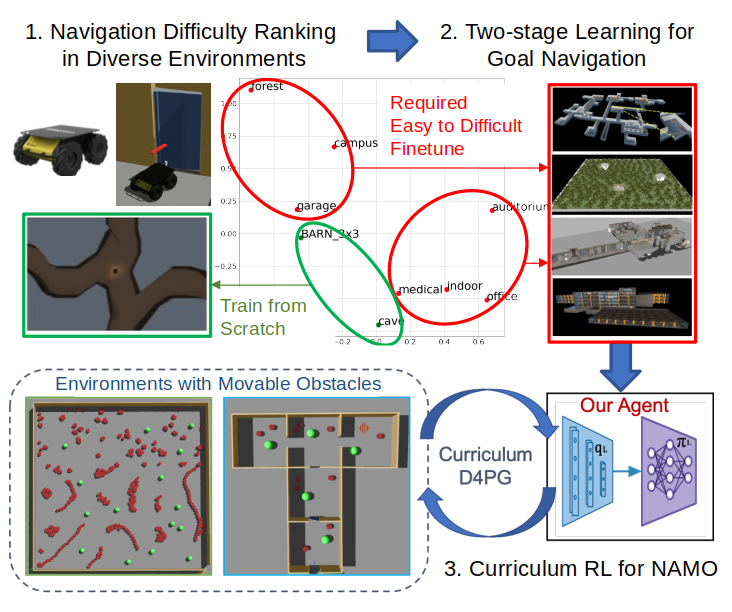 1. Navigation Difficulty Ranking
in Diverse Environments
2. Two-stage Learning for
Goal Navigation
forest
1.00
Required
Easy to Difficult
Finetune
0.75
campus
0.50
garage
0.25
auditorium
0.00
BARN_3x3
−0.25
medical
indoor
office
Train from
Scratch
cave
−0.2
0.0
0.2
0.4
0.6
Environments with Movable Obstacles
Curriculum
D4PG
Our Agent
qL
πL
3. Curriculum RL for NAMO